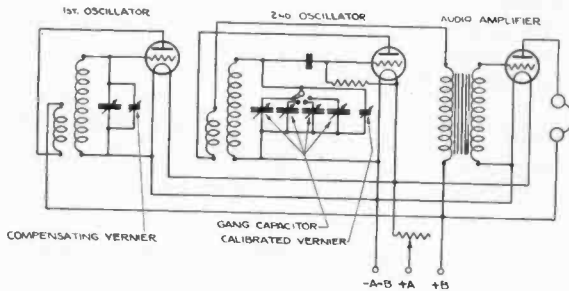 1ST. OSCILLATOR
2ND OSCILLATOR
AUDIO AMPLIFIER
COMPENSATING VERNIER
GANG CAPACITOR
CALIBRATED VERNIER
-A-B +A +B